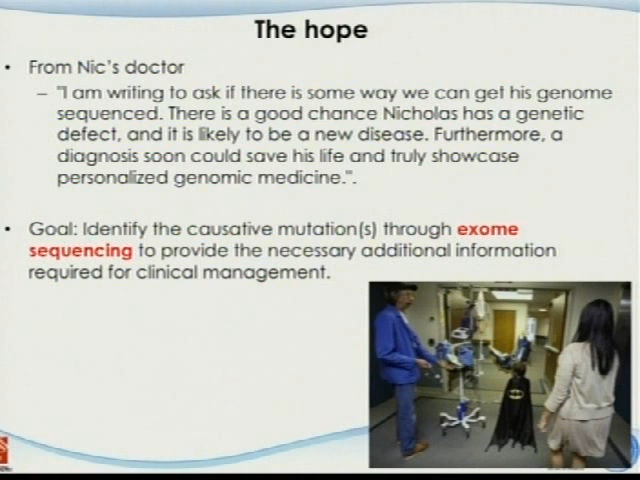 The hope
• From Nic's doctor
– "I am writing to ask if there is some way we can get his genome
sequenced. There is a good chance Nicholas has a genetic
defect, and it is likely to be a new disease. Furthermore, a
diagnosis soon could save his life and truly showcase
personalized genomic medicine.".
• Goal: Identify the causative mutation(s) through exome
sequencing to provide the necessary additional information
required for clinical management.